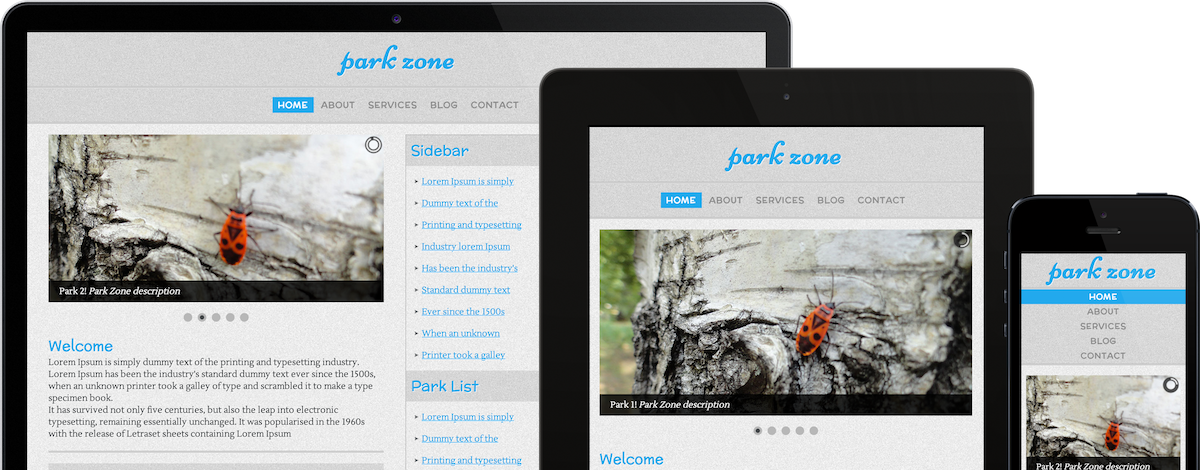 park zone
HOME ABOUT SERVICES BLOG CONTACT
Park 2! Park Zone description
Welcome
Lorem Ipsum is simply dummy text of the printing and typesetting industry.
Lorem Ipsum has been the industry's standard dummy text ever since the 1500s,
when an unknown printer took a galley of type and scrambled it to make a type
specimen book.
It has survived not only five centuries, but also the leap into electronic
typesetting, remaining essentially unchanged. It was popularised in the 1960s
with the release of Letraset sheets containing Lorem Ipsum
Sidebar
Lorem Ipsum is simply
Dummy text of the
Printing and typesetting
Industry lorem Ipsum
Has been the industry's
Standard dummy text
Ever since the 1500s
When an unknown
Printer took a galley
Park List
Lorem Ipsum is simply
Dummy text of the
Printing and typesetting
park zone
HOME ABOUT SERVICES BLOG CONTACT
Park 1! Park Zone description
Welcome
park zone
HOME
ABOUT
SERVICES
BLOG
CONTACT
Park 2! Park Zone description